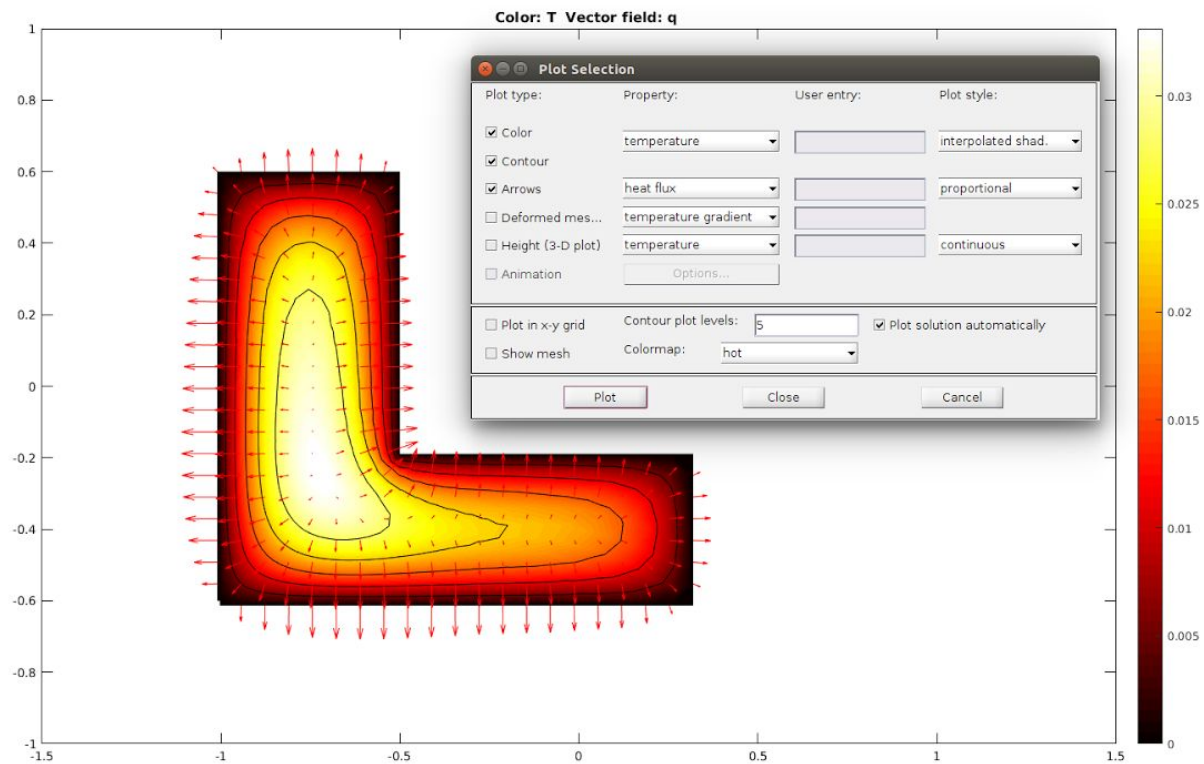 Color: T Vector field: q
1
0.8
0.6
0.4
0.2
0
-0.2
-0.4
-0.6
-0.8
-1
-1.5
-1
-0.5
0
0.5
1
1.5
0.03
0.025
0.02
0.015
0.01
0.005
0
Plot Selection
Plot type: Property: User entry: Plot style:
Color temperature interpolated shad.
Contour
Arrows heat flux proportional
Deformed mes... temperature gradient
Height (3-D plot) temperature continuous
Animation Options...
Plot in x-y grid Contour plot levels: 5 Plot solution automatically
Show mesh Colormap: hot
Plot Close Cancel